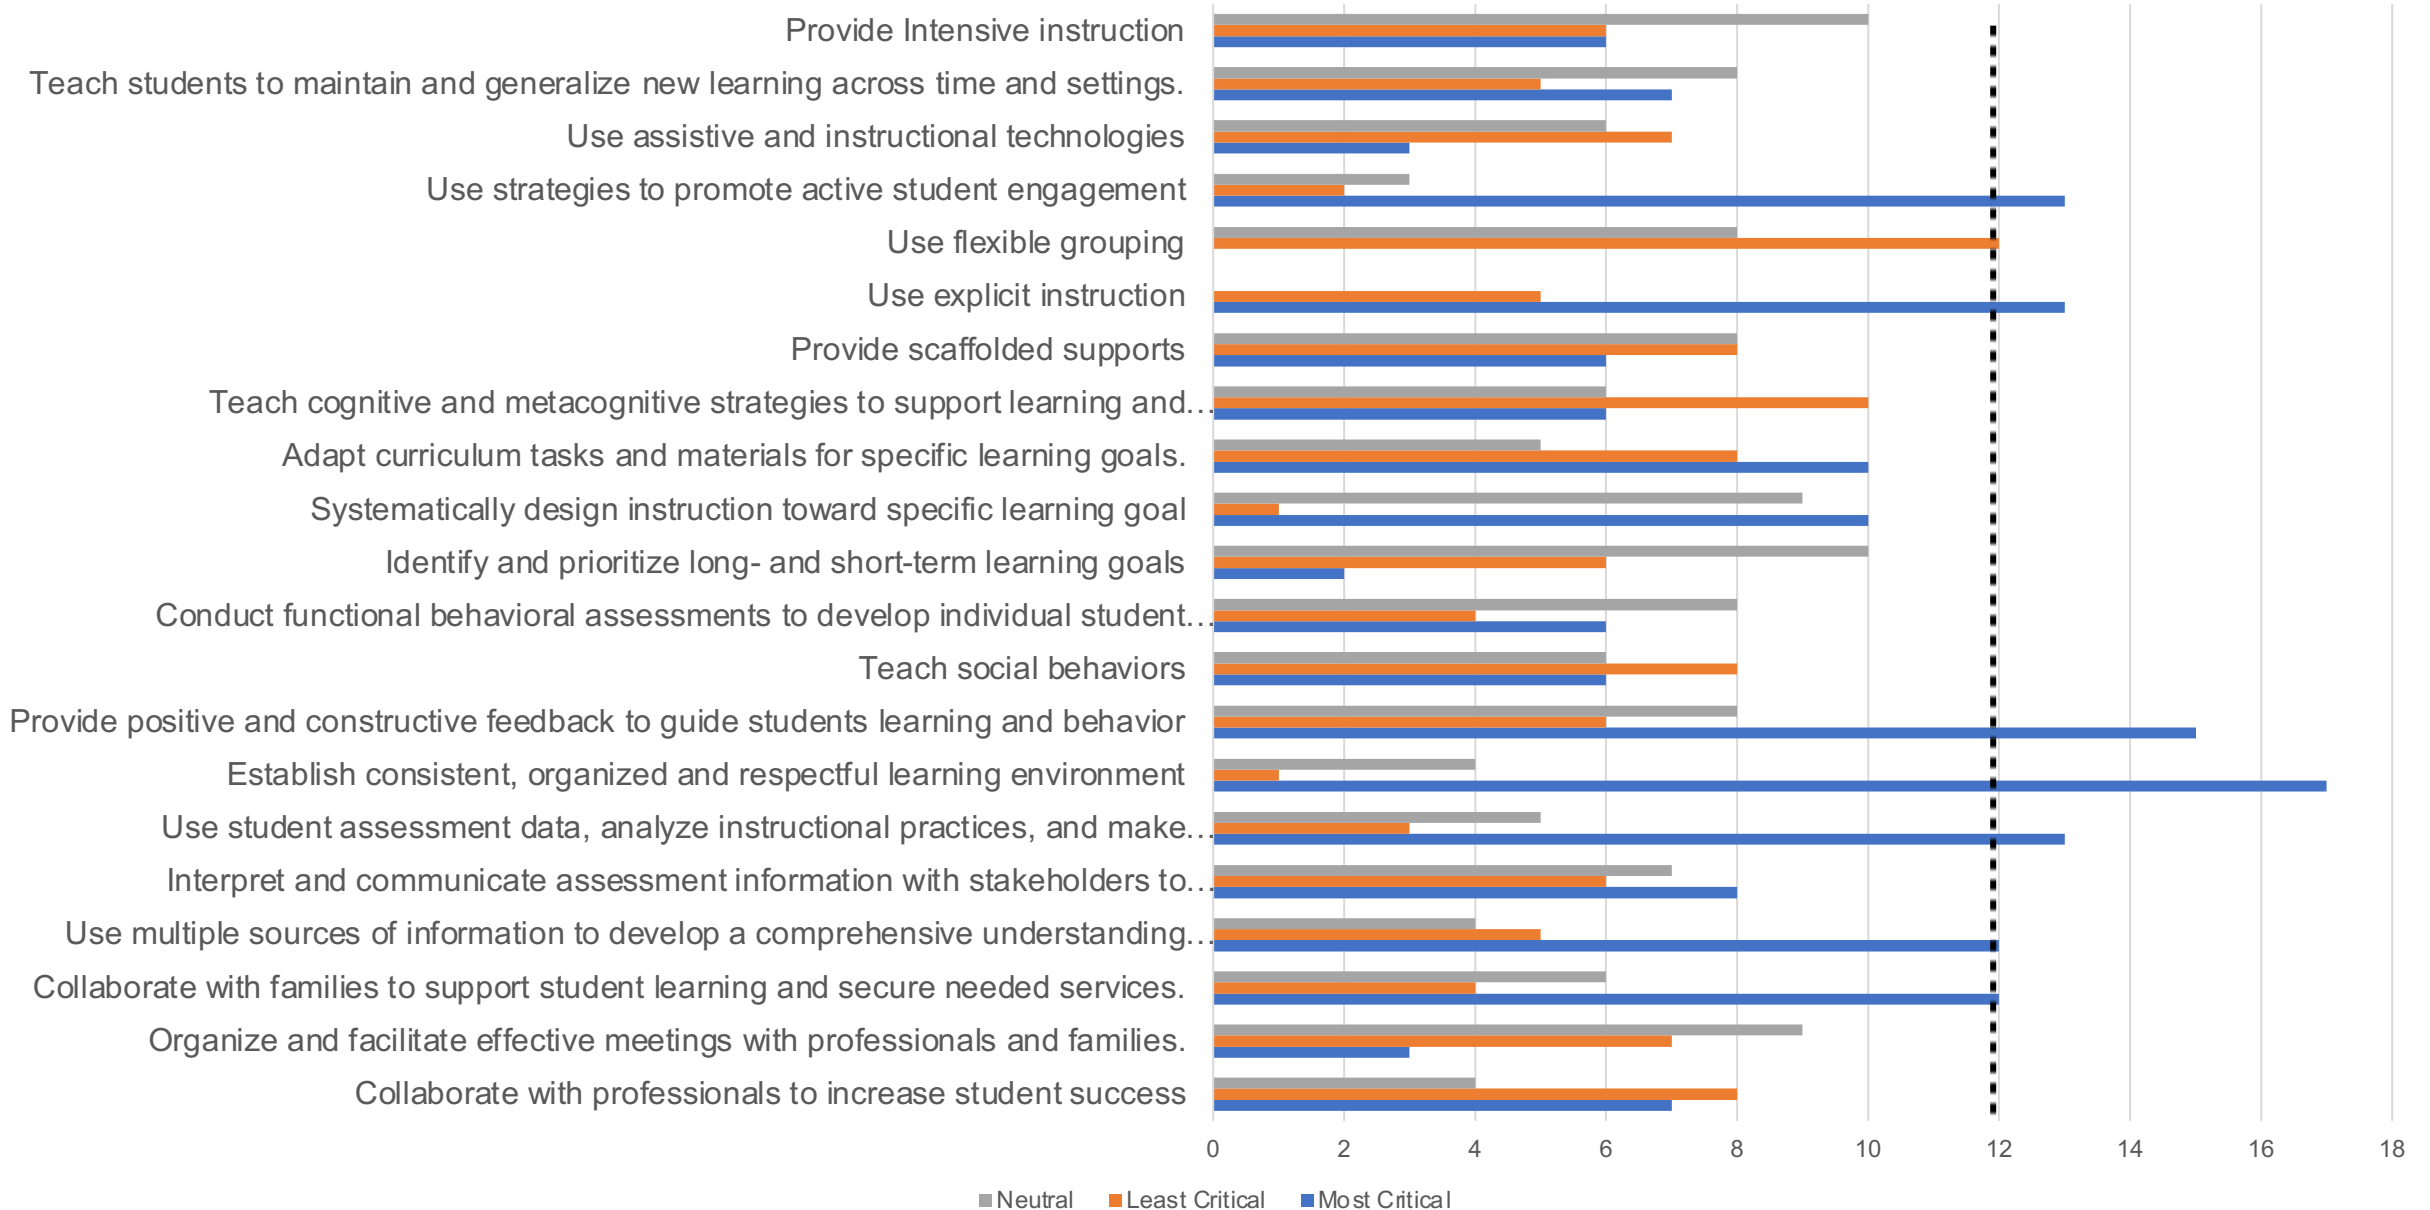 Provide Intensive instruction
Teach students to maintain and generalize new learning across time and settings.
Use assistive and instructional technologies
Use strategies to promote active student engagement
Use flexible grouping
Use explicit instruction
Provide scaffolded supports
Teach cognitive and metacognitive strategies to support learning and…
Adapt curriculum tasks and materials for specific learning goals.
Systematically design instruction toward specific learning goal
Identify and prioritize long- and short-term learning goals
Conduct functional behavioral assessments to develop individual student…
Teach social behaviors
Provide positive and constructive feedback to guide students learning and behavior
Establish consistent, organized and respectful learning environment
Use student assessment data, analyze instructional practices, and make…
Interpret and communicate assessment information with stakeholders to…
Use multiple sources of information to develop a comprehensive understanding…
Collaborate with families to support student learning and secure needed services.
Organize and facilitate effective meetings with professionals and families.
Collaborate with professionals to increase student success
0 2 4 6 8 10 12 14 16 18
Neutral Least Critical Most Critical